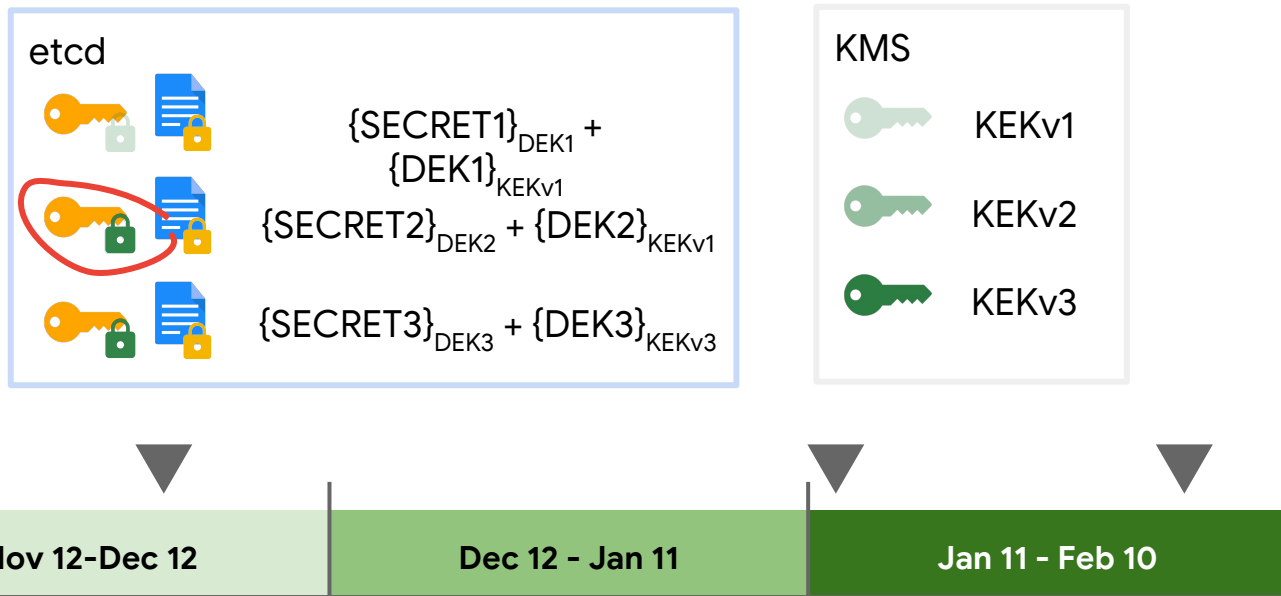 etcd
{SECRET1}DEK1 +
{DEK1}KEKv1
{SECRET2}DEK2 + {DEK2}KEKv1
{SECRET3}DEK3 + {DEK3}KEKv3
KMS
KEKv1
KEKv2
KEKv3
12-Dec 12
Dec 12 - Jan 11
Jan 11 - Feb 10